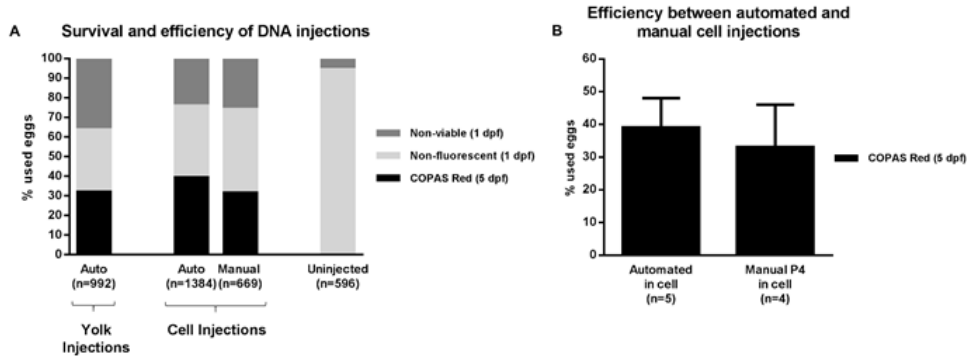 A
Survival and efficiency of DNA injections
% used eggs
100
90
80
70
60
50
40
30
20
10
0
Auto
(n=992)
Auto
(n=1384)
Manual
(n=669)
Uninjected
(n=596)
Yolk
Injections
Cell Injections
Non-viable (1 dpf)
Non-fluorescent (1 dpf)
COPAS Red (5 dpf)
B
Efficiency between automated and
manual cell injections
% used eggs
60
50
40
30
20
10
0
Automated
in cell
(n=5)
Manual P4
in cell
(n=4)
COPAS Red (5 dpf)